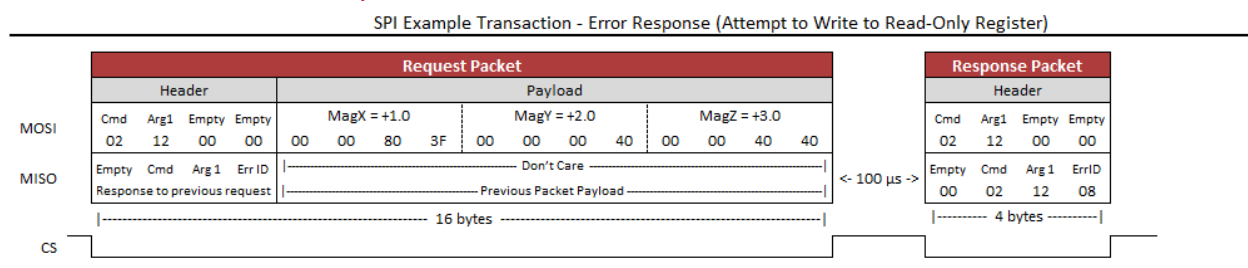 SPI Example Transaction - Error Response (Attempt to Write to Read-Only Register)
Request Packet Response Packet
Header Payload Header
MOSI Cmd Arg1 Empty Empty MagX = +1.0 MagY = +2.0 MagZ = +3.0 Cmd Arg1 Empty Empty
02 12 00 00 00 00 80 3F 00 00 00 40 00 00 40 40 02 12 00 00
MISO Empty Cmd Arg 1 Err ID Don't Care <- 100 µs -> Empty Cmd Arg 1 ErrID
Response to previous request Previous Packet Payload 00 02 12 08
16 bytes 4 bytes
CS